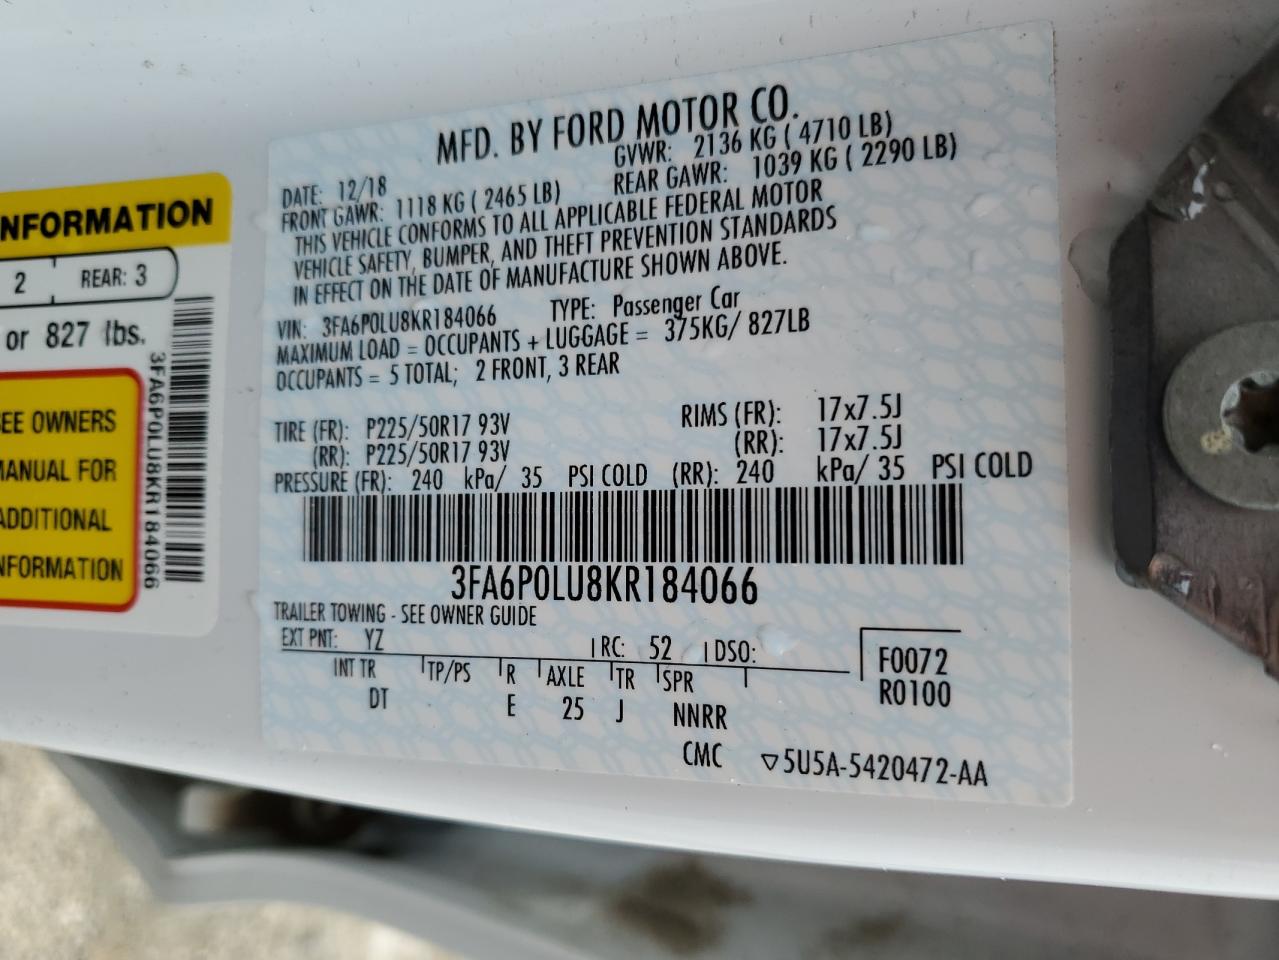 NFORMATION
2 REAR: 3
or 827 lbs.
SEE OWNERS
MANUAL FOR
ADDITIONAL
NFORMATION
3FA6P0LU8KR184066
MFD. BY FORD MOTOR CO.
DATE: 12/18 GVWR: 2136 KG ( 4710 LB)
FRONT GAWR: 1118 KG ( 2465 LB) REAR GAWR: 1039 KG ( 2290 LB)
THIS VEHICLE CONFORMS TO ALL APPLICABLE FEDERAL MOTOR
VEHICLE SAFETY, BUMPER, AND THEFT PREVENTION STANDARDS
IN EFFECT ON THE DATE OF MANUFACTURE SHOWN ABOVE.
VIN: 3FA6P0LU8KR184066 TYPE: Passenger Car
MAXIMUM LOAD = OCCUPANTS + LUGGAGE = 375KG/ 827LB
OCCUPANTS = 5 TOTAL; 2 FRONT, 3 REAR
TIRE (FR): P225/50R17 93V RIMS (FR): 17x7.5J
(RR): P225/50R17 93V (RR): 17x7.5J
PRESSURE (FR): 240 kPa/ 35 PSI COLD (RR): 240 kPa/ 35 PSI COLD
3FA6P0LU8KR184066
TRAILER TOWING - SEE OWNER GUIDE
EXT PNT: YZ RC: 52 DSO: F0072
INT TR TP/PS R AXLE TR SPR R0100
DT E 25 J NNRR
CMC ▽5U5A-5420472-AA